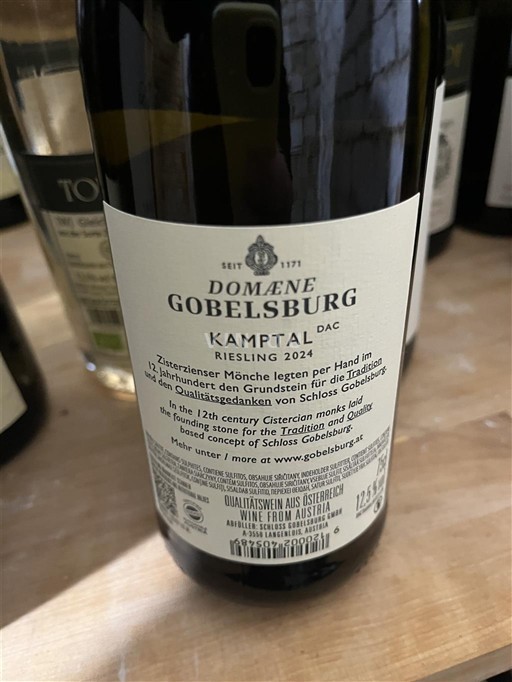 SEIT 1171
DOMÆNE
GOBELSBURG
KAMPTAL DAC
RIESLING 2024
Zisterzienser Mönche legten per Hand im
12. Jahrhundert den Grundstein für die Tradition
und den Qualitätsgedanken von Schloss Gobelsburg.
In the 12th century Cistercian monks laid
the founding stone for the Tradition and Quality
based concept of Schloss Gobelsburg.
Mehr unter I more at www.gobelsburg.at
QUALITÄTSWEIN AUS ÖSTERREICH
WINE FROM AUSTRIA
ABFÜLLER: SCHLOSS GOBELSBURG GMBH
A-3550 LANGENLOIS, AUSTRIA
12,5 %
TO